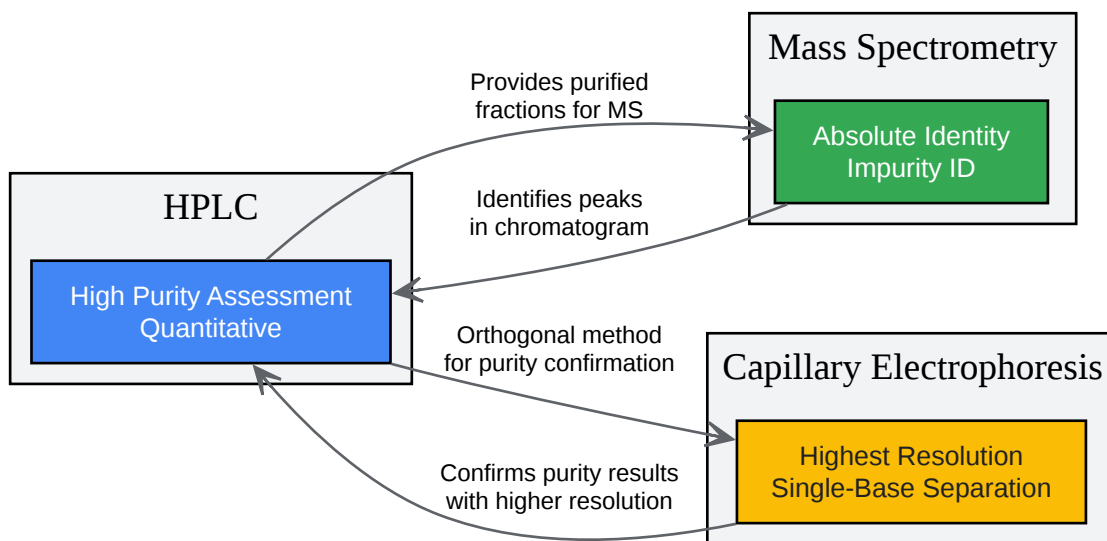 Mass Spectrometry
Absolute Identity
Impurity ID
Provides purified
fractions for MS
HPLC
High Purity Assessment
Quantitative
Identifies peaks
in chromatogram
Orthogonal method
for purity confirmation
Capillary Electrophoresis
Highest Resolution
Single-Base Separation
Confirms purity results
with higher resolution